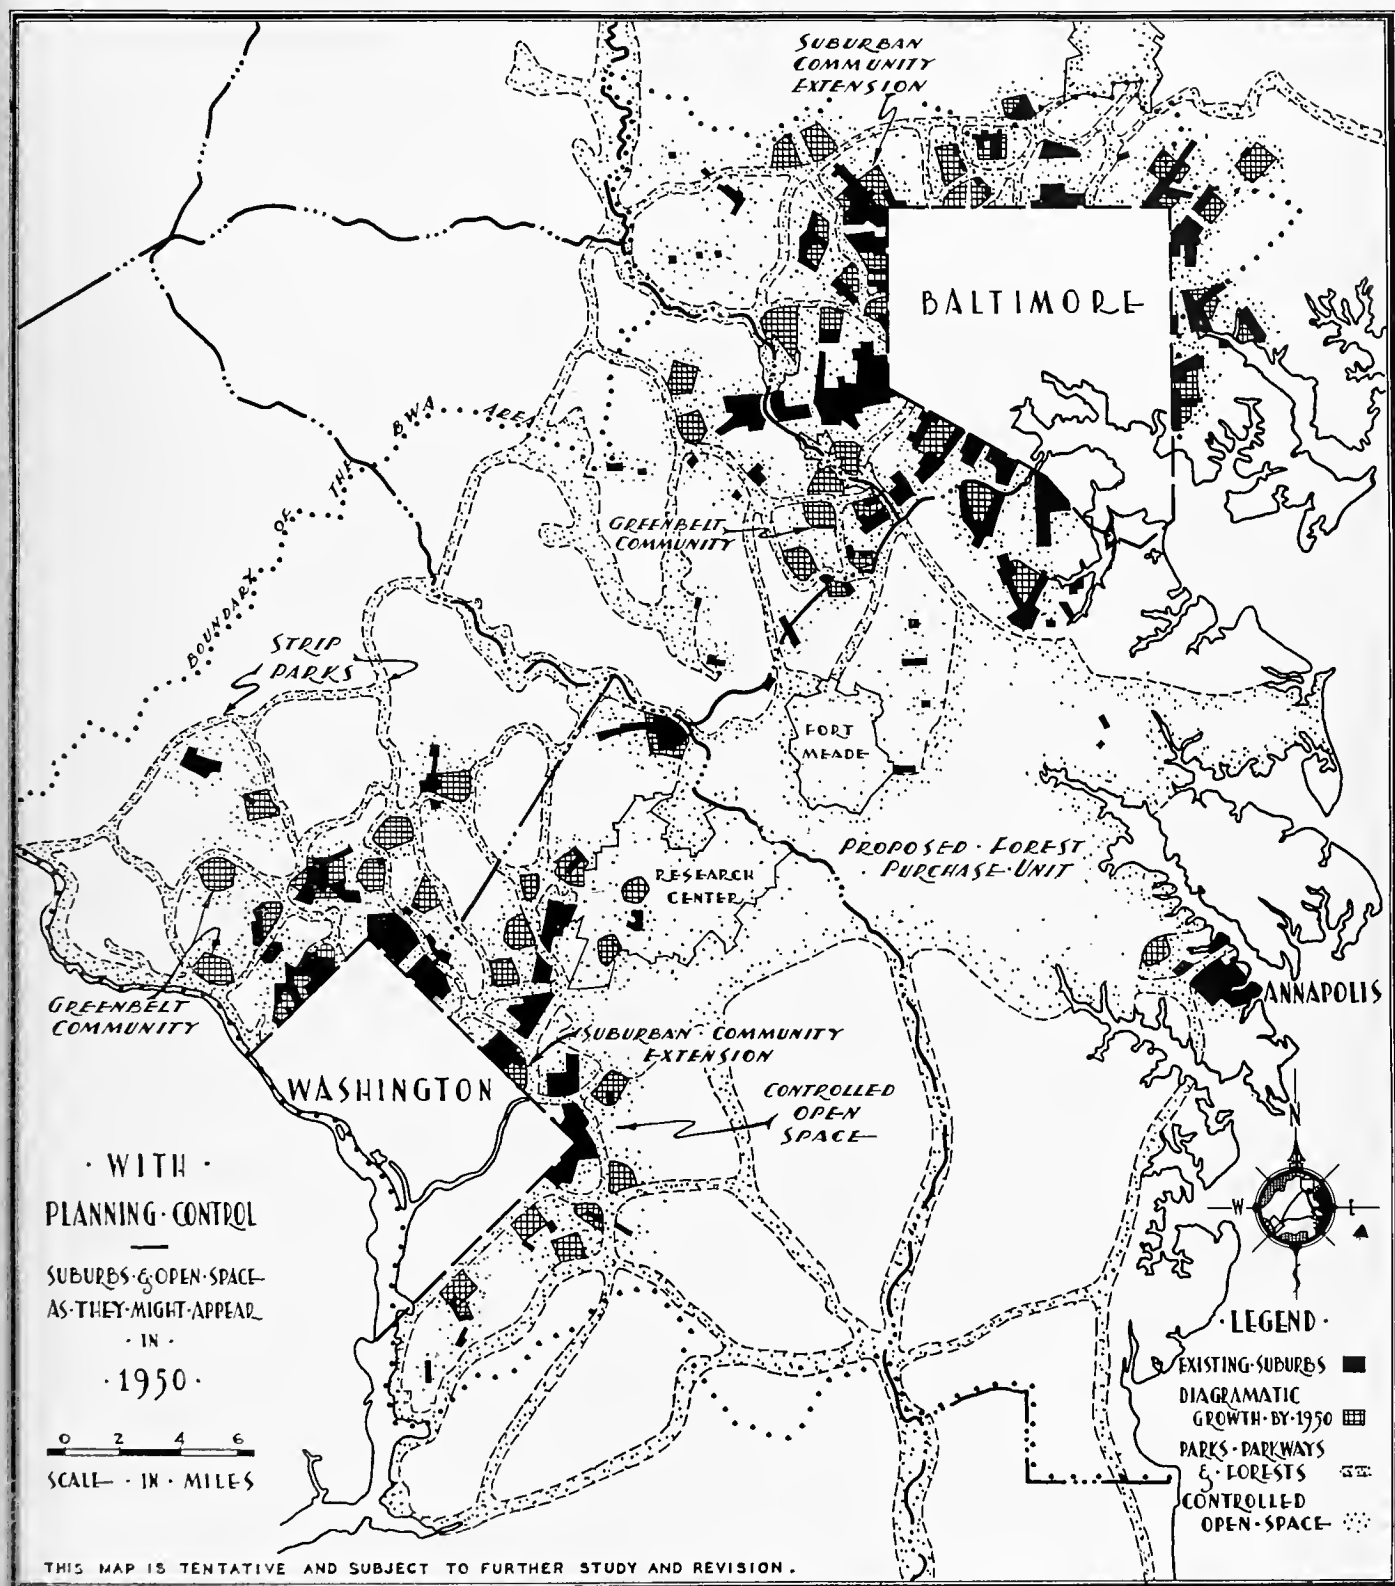 SUBURBAN
COMMUNITY
EXTENSION
BALTIMORE
BOUNDARY OF THE BWA AREA
GREENBELT
COMMUNITY
STRIP
PARKS
FORT
MEADE
PROPOSED · FOREST
PURCHASE · UNIT
RESEARCH
CENTER
ANNAPOLIS
GREENBELT
COMMUNITY
SUBURBAN COMMUNITY
EXTENSION
WASHINGTON
CONTROLLED
OPEN
SPACE
N
W
E
· WITH ·
PLANNING · CONTROL
SUBURBS · & · OPEN · SPACE
AS · THEY · MIGHT · APPEAR
· IN ·
· 1950 ·
0 2 4 6
SCALE · IN · MILES
· LEGEND ·
EXISTING · SUBURBS
DIAGRAMATIC
GROWTH · BY · 1950
PARKS · PARKWAYS
& · FORESTS
CONTROLLED
OPEN · SPACE
THIS MAP IS TENTATIVE AND SUBJECT TO FURTHER STUDY AND REVISION.